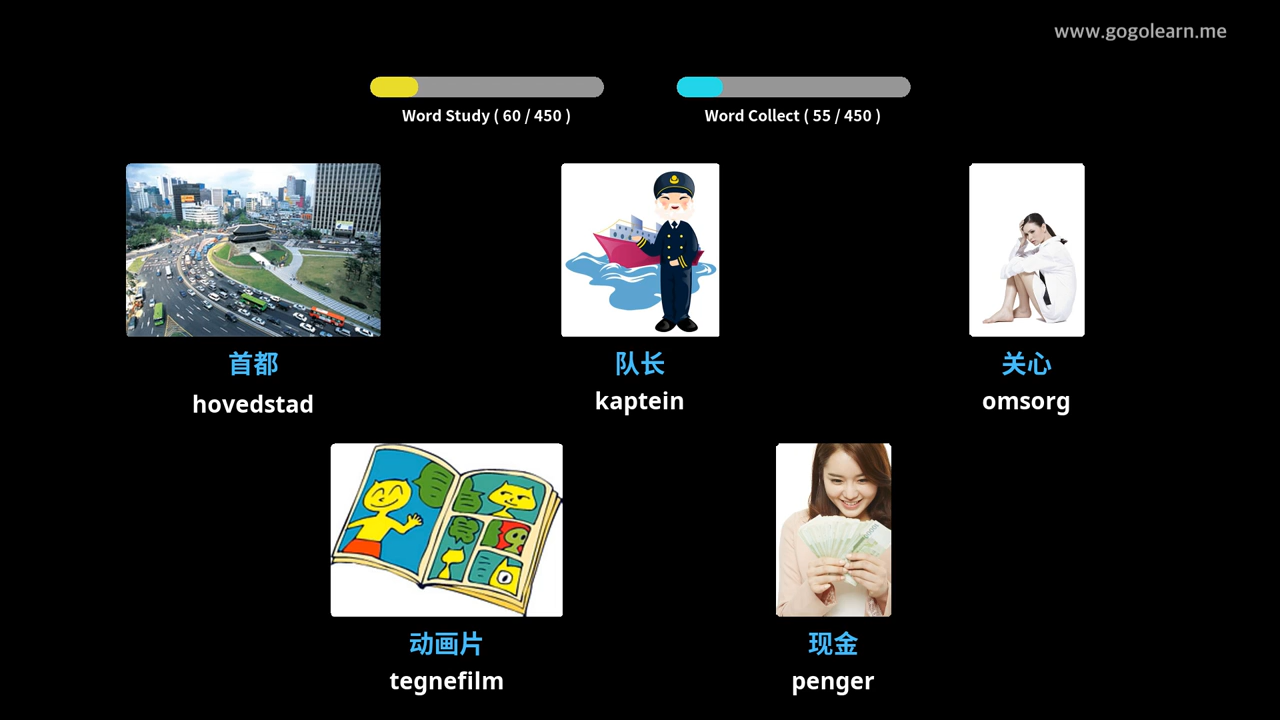 www.gogolearn.me
Word Study ( 60 / 450 )
Word Collect ( 55 / 450 )
首都
队长
关心
hovedstad
kaptein
omsorg
动画片
现金
tegnefilm
penger